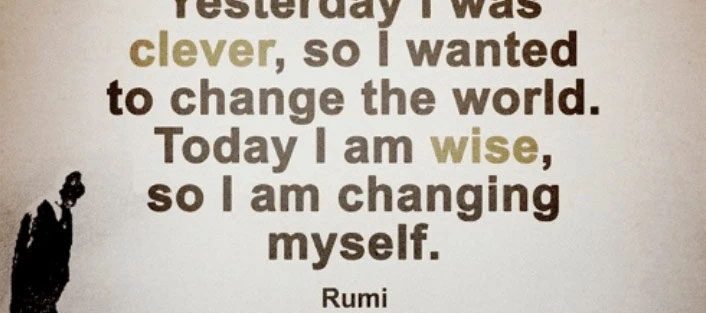 Yesterday I was
clever, so I wanted
to change the world.
Today I am wise,
so I am changing
myself.
Rumi